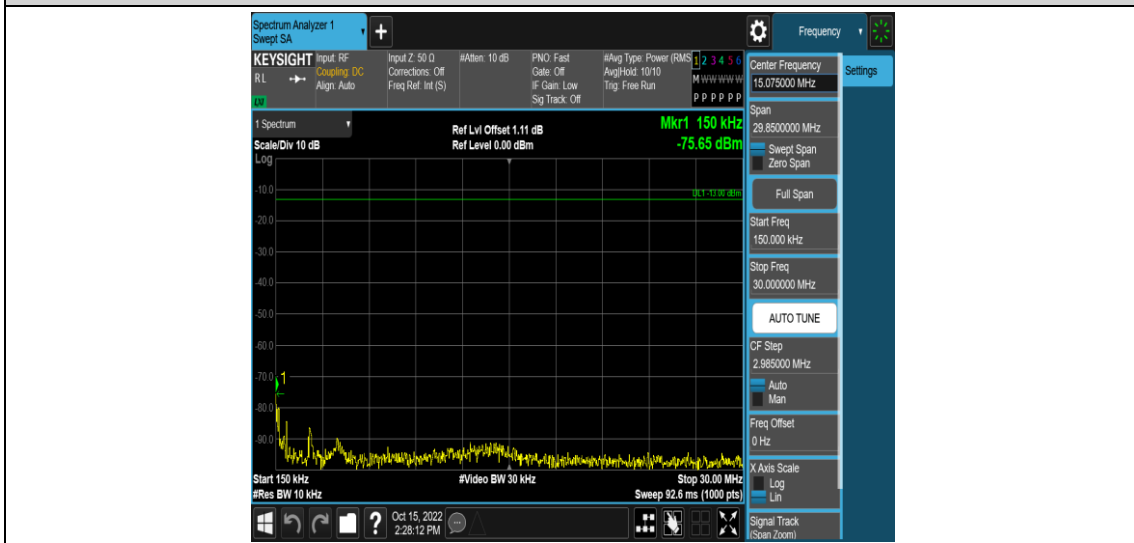 Spectrum Analyzer 1
Swept SA
+
Frequency
KEYSIGHT
Input: RF
Input Z: 50 Ω
#Atten: 10 dB
PNO: Fast
#Avg Type: Power (RMS
1 2 3 4 5 6
RL
Coupling: DC
Corrections: Off
Gate: Off
Avg|Hold: 10/10
M W W W W W
Align: Auto
Freq Ref: Int (S)
IF Gain: Low
Trig: Free Run
Sig Track: Off
P P P P P P
Center Frequency
15.075000 MHz
Settings
Span
29.8500000 MHz
Swept Span
Zero Span
Full Span
Start Freq
150.000 kHz
Stop Freq
30.000000 MHz
AUTO TUNE
CF Step
2.985000 MHz
Auto
Man
Freq Offset
0 Hz
X Axis Scale
Log
Lin
Signal Track
(Span Zoom)
1 Spectrum
Ref Lvl Offset 1.11 dB
Mkr1 150 kHz
Scale/Div 10 dB
Ref Level 0.00 dBm
-75.65 dBm
Log
-10.0
DL1 -13.00 dBm
-20.0
-30.0
-40.0
-50.0
-60.0
-70.0
1
-80.0
-90.0
Start 150 kHz
#Video BW 30 kHz
Stop 30.00 MHz
#Res BW 10 kHz
Sweep 92.6 ms (1000 pts)
?
Oct 15, 2022
2:28:12 PM